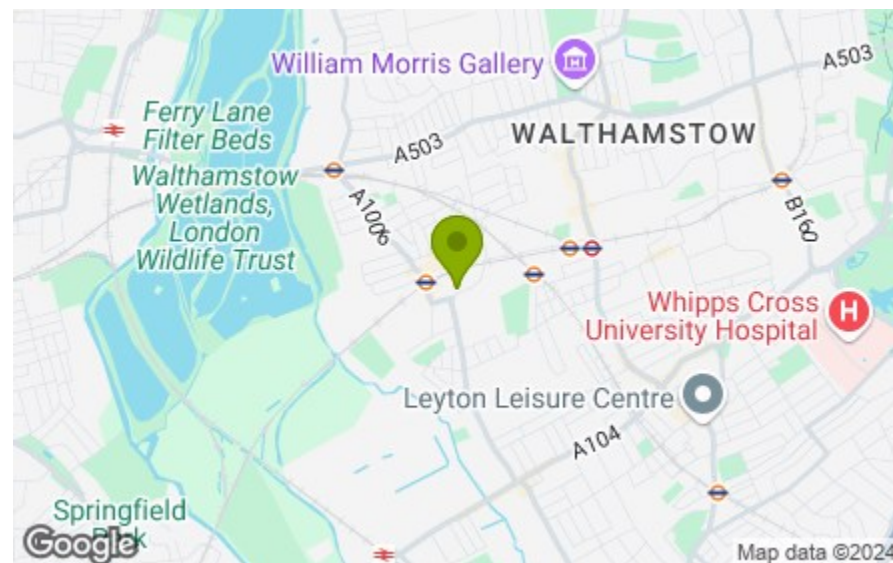 William Morris Gallery
A503
Ferry Lane
Filter Beds
A503
WALTHAMSTOW
Walthamstow
Wetlands,
London
Wildlife Trust
A1006
B160
Whipps Cross
University Hospital
H
Leyton Leisure Centre
A104
Springfield
Park
Google
Map data ©2024